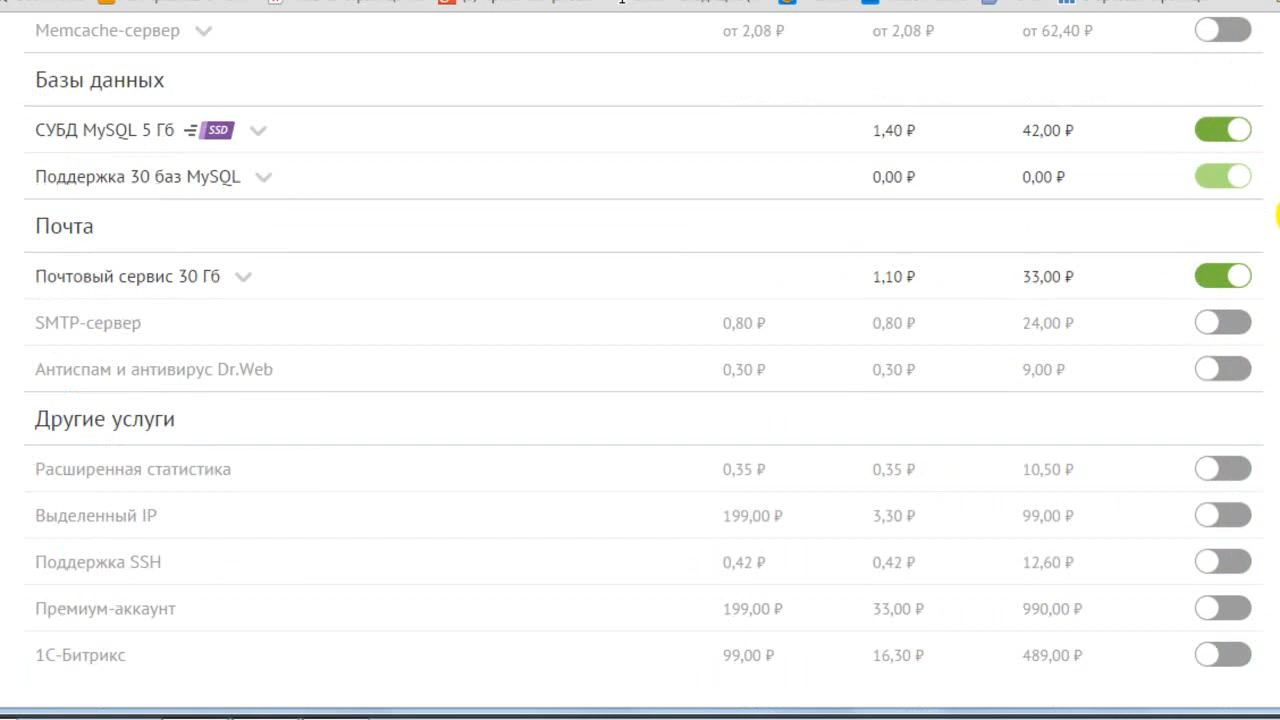 Memcache-сервер от 2,08 ₽ от 2,08 ₽ от 62,40 ₽
Базы данных
СУБД MySQL 5 Гб SSD 1,40 ₽ 42,00 ₽
Поддержка 30 баз MySQL 0,00 ₽ 0,00 ₽
Почта
Почтовый сервис 30 Гб 1,10 ₽ 33,00 ₽
SMTP-сервер 0,80 ₽ 0,80 ₽ 24,00 ₽
Антиспам и антивирус Dr.Web 0,30 ₽ 0,30 ₽ 9,00 ₽
Другие услуги
Расширенная статистика 0,35 ₽ 0,35 ₽ 10,50 ₽
Выделенный IP 199,00 ₽ 3,30 ₽ 99,00 ₽
Поддержка SSH 0,42 ₽ 0,42 ₽ 12,60 ₽
Премиум-аккаунт 199,00 ₽ 33,00 ₽ 990,00 ₽
1С-Битрикс 99,00 ₽ 16,30 ₽ 489,00 ₽